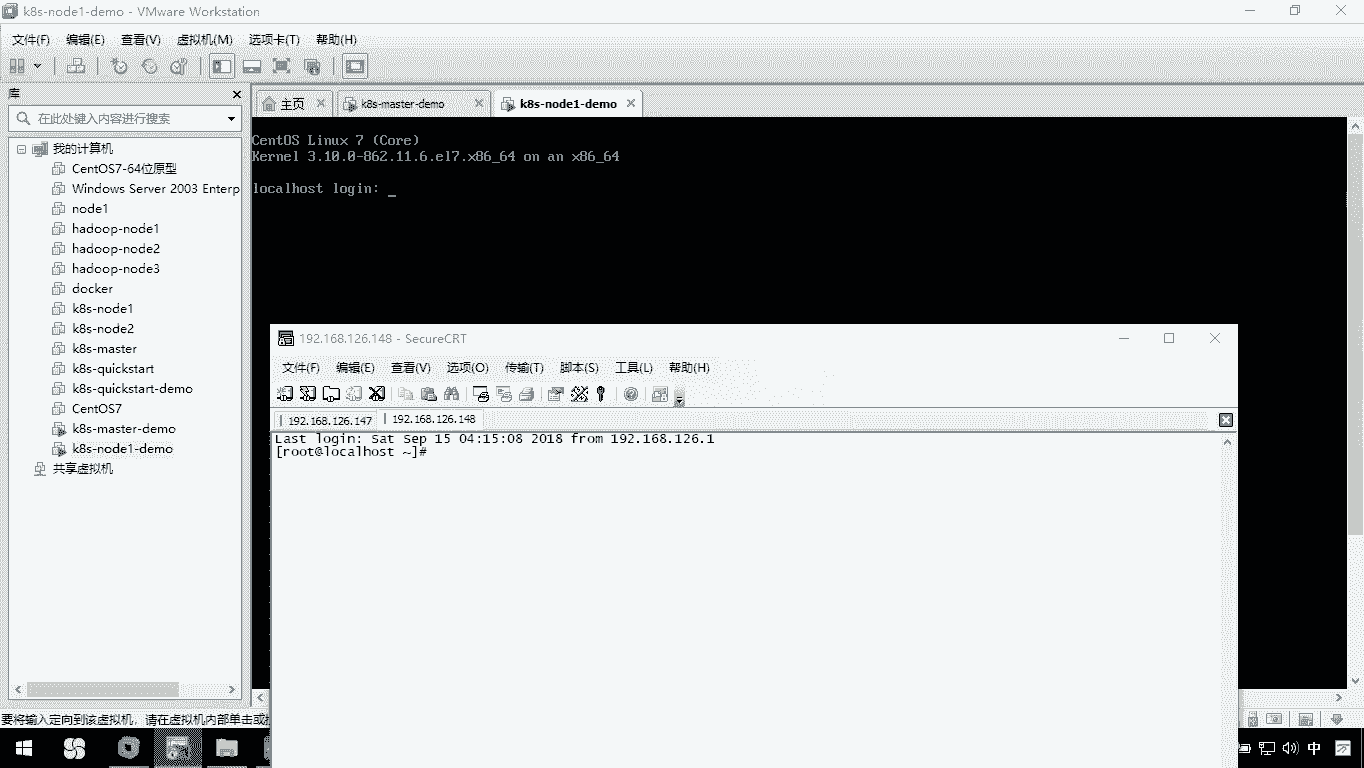 k8s-node1-demo - VMware Workstation
文件(F) 编辑(E) 查看(V) 虚拟机(M) 选项卡(T) 帮助(H)
库
在此处键入内容进行搜索
我的计算机
CentOS7-64位原型
Windows Server 2003 Enterp
node1
hadoop-node1
hadoop-node2
hadoop-node3
docker
k8s-node1
k8s-node2
k8s-master
k8s-quickstart
k8s-quickstart-demo
CentOS7
k8s-master-demo
k8s-node1-demo
共享虚拟机
主页 k8s-master-demo k8s-node1-demo
CentOS Linux 7 (Core)
Kernel 3.10.0-862.11.6.el7.x86_64 on an x86_64
localhost login: _
192.168.126.148 - SecureCRT
文件(F) 编辑(E) 查看(V) 选项(O) 传输(T) 脚本(S) 工具(L) 帮助(H)
192.168.126.147 192.168.126.148
Last login: Sat Sep 15 04:15:08 2018 from 192.168.126.1
[root@localhost ~]#
要将输入定向到该虚拟机，请在虚拟机内部单击或
中